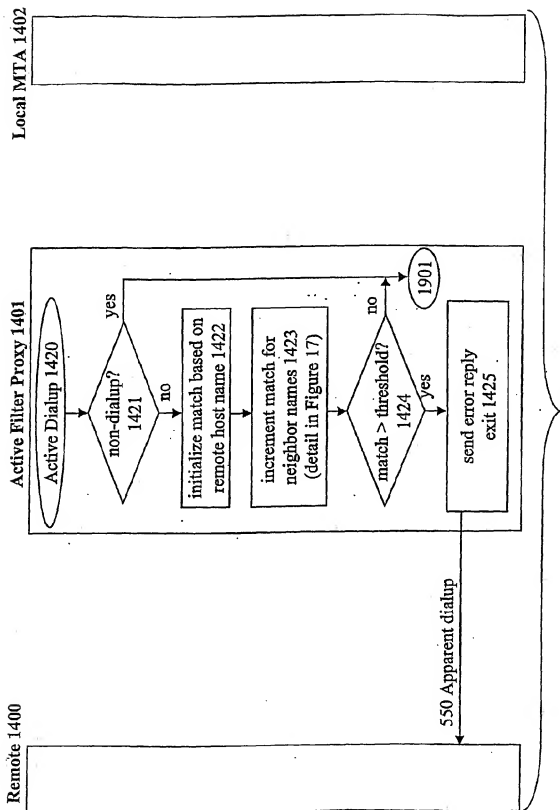 Remote 1400
Active Filter Proxy 1401
Local MTA 1402
Active Dialup 1420
non-dialup?
1421
yes
no
initialize match based on
remote host name 1422
increment match for
neighbor names 1423
(detail in Figure 17)
match > threshold?
1424
no
yes
1901
send error reply
exit 1425
550 Apparent dialup